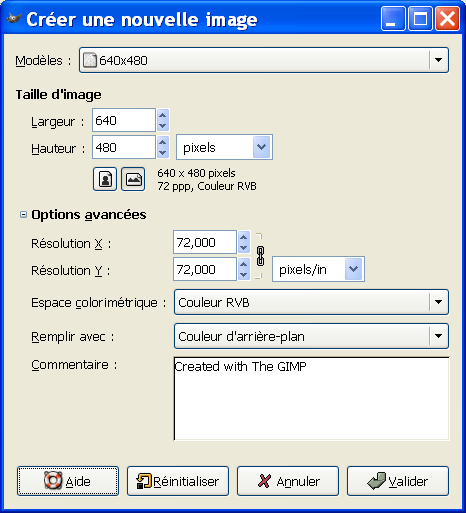 Créer une nouvelle image
Modèles : 640x480
Taille d'image
Largeur : 640
Hauteur : 480 pixels
640 x 480 pixels
72 ppp, Couleur RVB
Options avancées
Résolution X : 72,000
Résolution Y : 72,000 pixels/in
Espace colorimétrique : Couleur RVB
Remplir avec : Couleur d'arrière-plan
Commentaire : Created with The GIMP
Aide Réinitialiser Annuler Valider